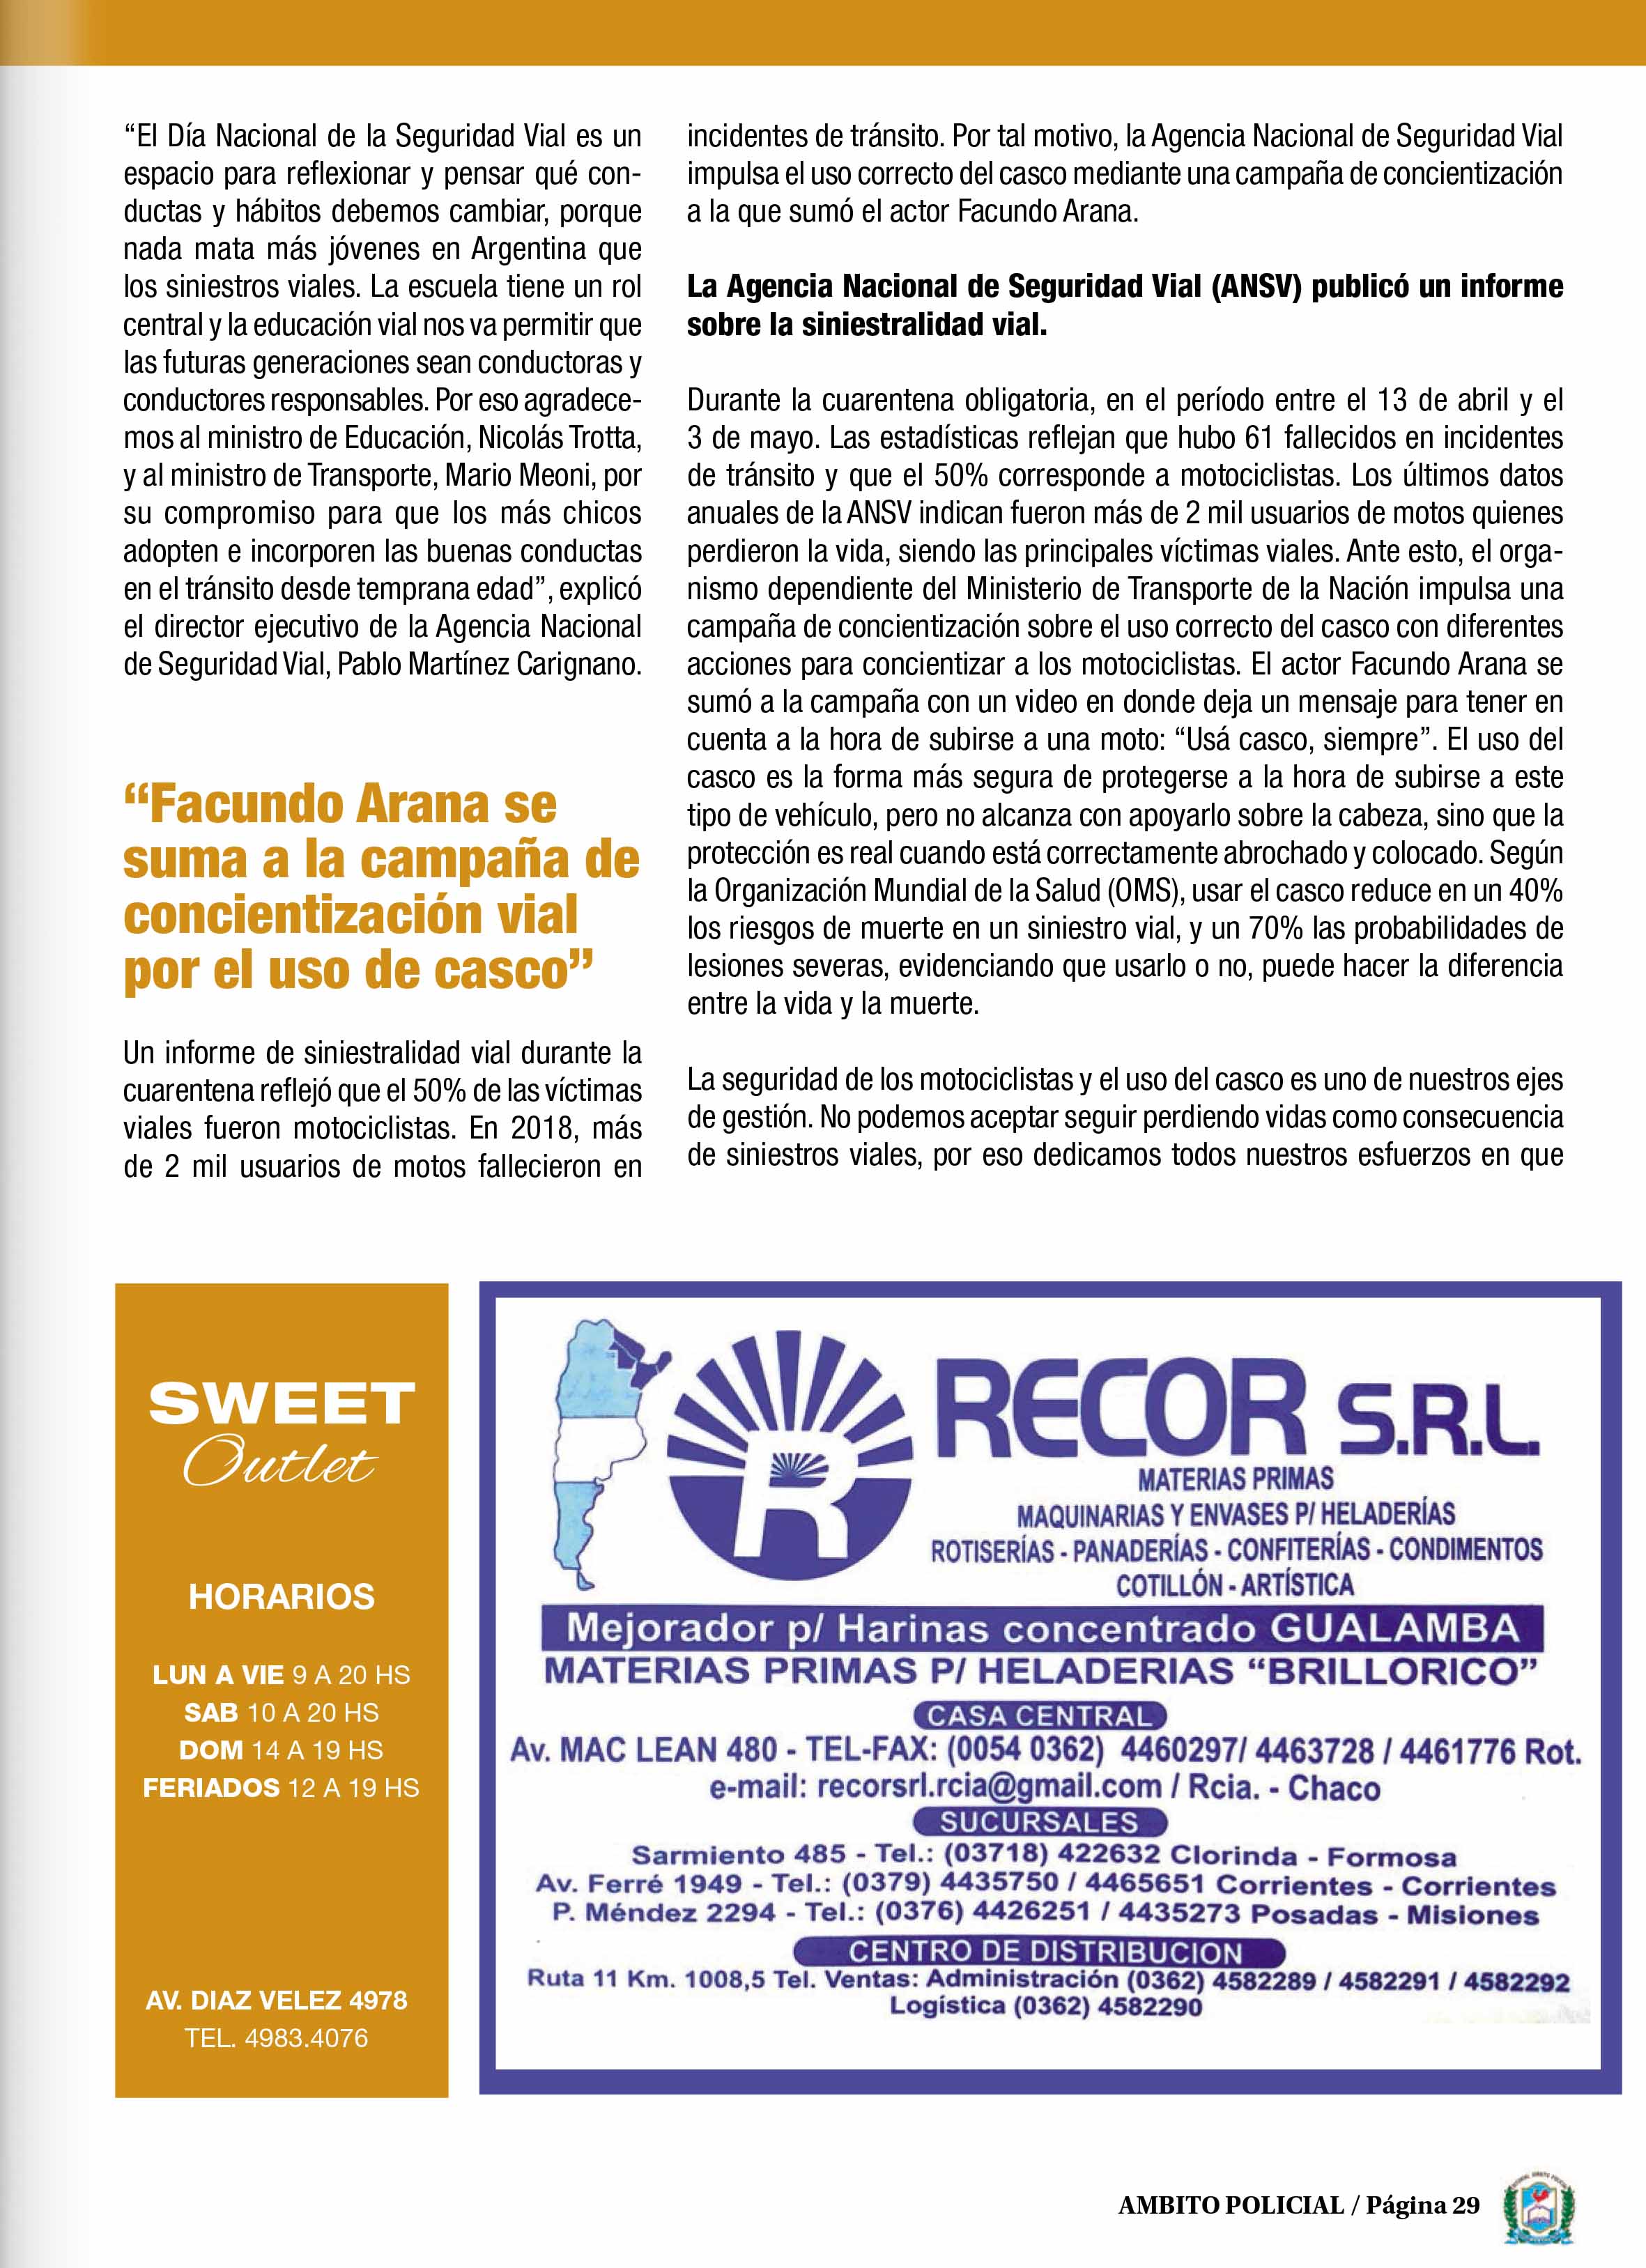 “El Día Nacional de la Seguridad Vial es un
espacio para reflexionar y pensar qué con-
ductas y hábitos debemos cambiar, porque
nada mata más jóvenes en Argentina que
los siniestros viales. La escuela tiene un rol
central y la educación vial nos va permitir que
las futuras generaciones sean conductoras y
conductores responsables. Por eso agradece-
mos al ministro de Educación, Nicolás Trotta,
y al ministro de Transporte, Mario Meoni, por
su compromiso para que los más chicos
adopten e incorporen las buenas conductas
en el tránsito desde temprana edad”, explicó
el director ejecutivo de la Agencia Nacional
de Seguridad Vial, Pablo Martínez Carignano.
“Facundo Arana se
suma a la campaña de
concientización vial
por el uso de casco”
Un informe de siniestralidad vial durante la
cuarentena reflejó que el 50% de las víctimas
viales fueron motociclistas. En 2018, más
de 2 mil usuarios de motos fallecieron en
incidentes de tránsito. Por tal motivo, la Agencia Nacional de Seguridad Vial
impulsa el uso correcto del casco mediante una campaña de concientización
a la que sumó el actor Facundo Arana.
La Agencia Nacional de Seguridad Vial (ANSV) publicó un informe
sobre la siniestralidad vial.
Durante la cuarentena obligatoria, en el período entre el 13 de abril y el
3 de mayo. Las estadísticas reflejan que hubo 61 fallecidos en incidentes
de tránsito y que el 50% corresponde a motociclistas. Los últimos datos
anuales de la ANSV indican fueron más de 2 mil usuarios de motos quienes
perdieron la vida, siendo las principales víctimas viales. Ante esto, el orga-
nismo dependiente del Ministerio de Transporte de la Nación impulsa una
campaña de concientización sobre el uso correcto del casco con diferentes
acciones para concientizar a los motociclistas. El actor Facundo Arana se
sumó a la campaña con un video en donde deja un mensaje para tener en
cuenta a la hora de subirse a una moto: “Usá casco, siempre”. El uso del
casco es la forma más segura de protegerse a la hora de subirse a este
tipo de vehículo, pero no alcanza con apoyarlo sobre la cabeza, sino que la
protección es real cuando está correctamente abrochado y colocado. Según
la Organización Mundial de la Salud (OMS), usar el casco reduce en un 40%
los riesgos de muerte en un siniestro vial, y un 70% las probabilidades de
lesiones severas, evidenciando que usarlo o no, puede hacer la diferencia
entre la vida y la muerte.
La seguridad de los motociclistas y el uso del casco es uno de nuestros ejes
de gestión. No podemos aceptar seguir perdiendo vidas como consecuencia
de siniestros viales, por eso dedicamos todos nuestros esfuerzos en que
SWEET
Outlet
HORARIOS
LUN A VIE 9 A 20 HS
SAB 10 A 20 HS
DOM 14 A 19 HS
FERIADOS 12 A 19 HS
AV. DIAZ VELEZ 4978
TEL. 4983.4076
R
RECOR S.R.L.
MATERIAS PRIMAS
MAQUINARIAS Y ENVASES P/ HELADERÍAS
ROTISERÍAS - PANADERÍAS - CONFITERÍAS - CONDIMENTOS
COTILLÓN - ARTÍSTICA
Mejorador p/ Harinas concentrado GUALAMBA
MATERIAS PRIMAS P/ HELADERIAS “BRILLORICO”
CASA CENTRAL
Av. MAC LEAN 480 - TEL-FAX: (0054 0362) 4460297/ 4463728 / 4461776 Rot.
e-mail: recorsrl.rcia@gmail.com / Rcia. - Chaco
SUCURSALES
Sarmiento 485 - Tel.: (03718) 422632 Clorinda - Formosa
Av. Ferré 1949 - Tel.: (0379) 4435750 / 4465651 Corrientes - Corrientes
P. Méndez 2294 - Tel.: (0376) 4426251 / 4435273 Posadas - Misiones
CENTRO DE DISTRIBUCION
Ruta 11 Km. 1008,5 Tel. Ventas: Administración (0362) 4582289 / 4582291 / 4582292
Logística (0362) 4582290
AMBITO POLICIAL / Página 29